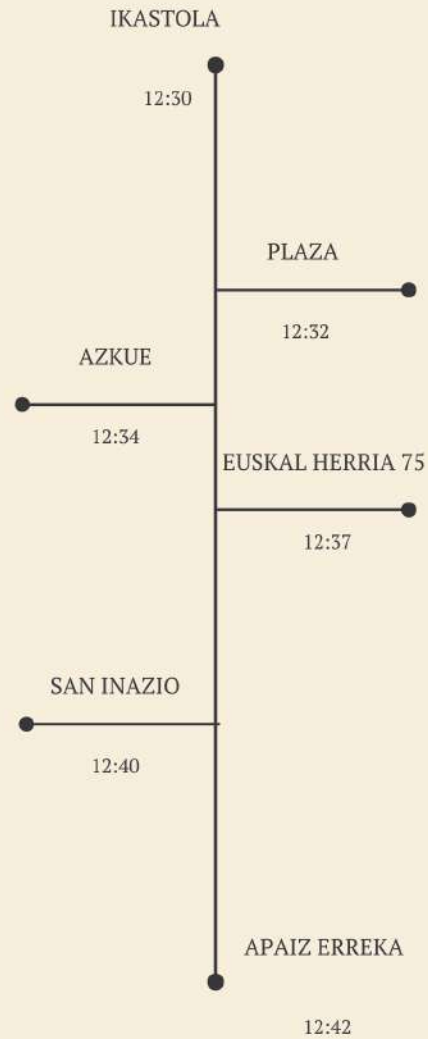 IKASTOLA
12:30
PLAZA
12:32
AZKUE
12:34
EUSKAL HERRIA 75
12:37
SAN INAZIO
12:40
APAIZ ERREKA
12:42